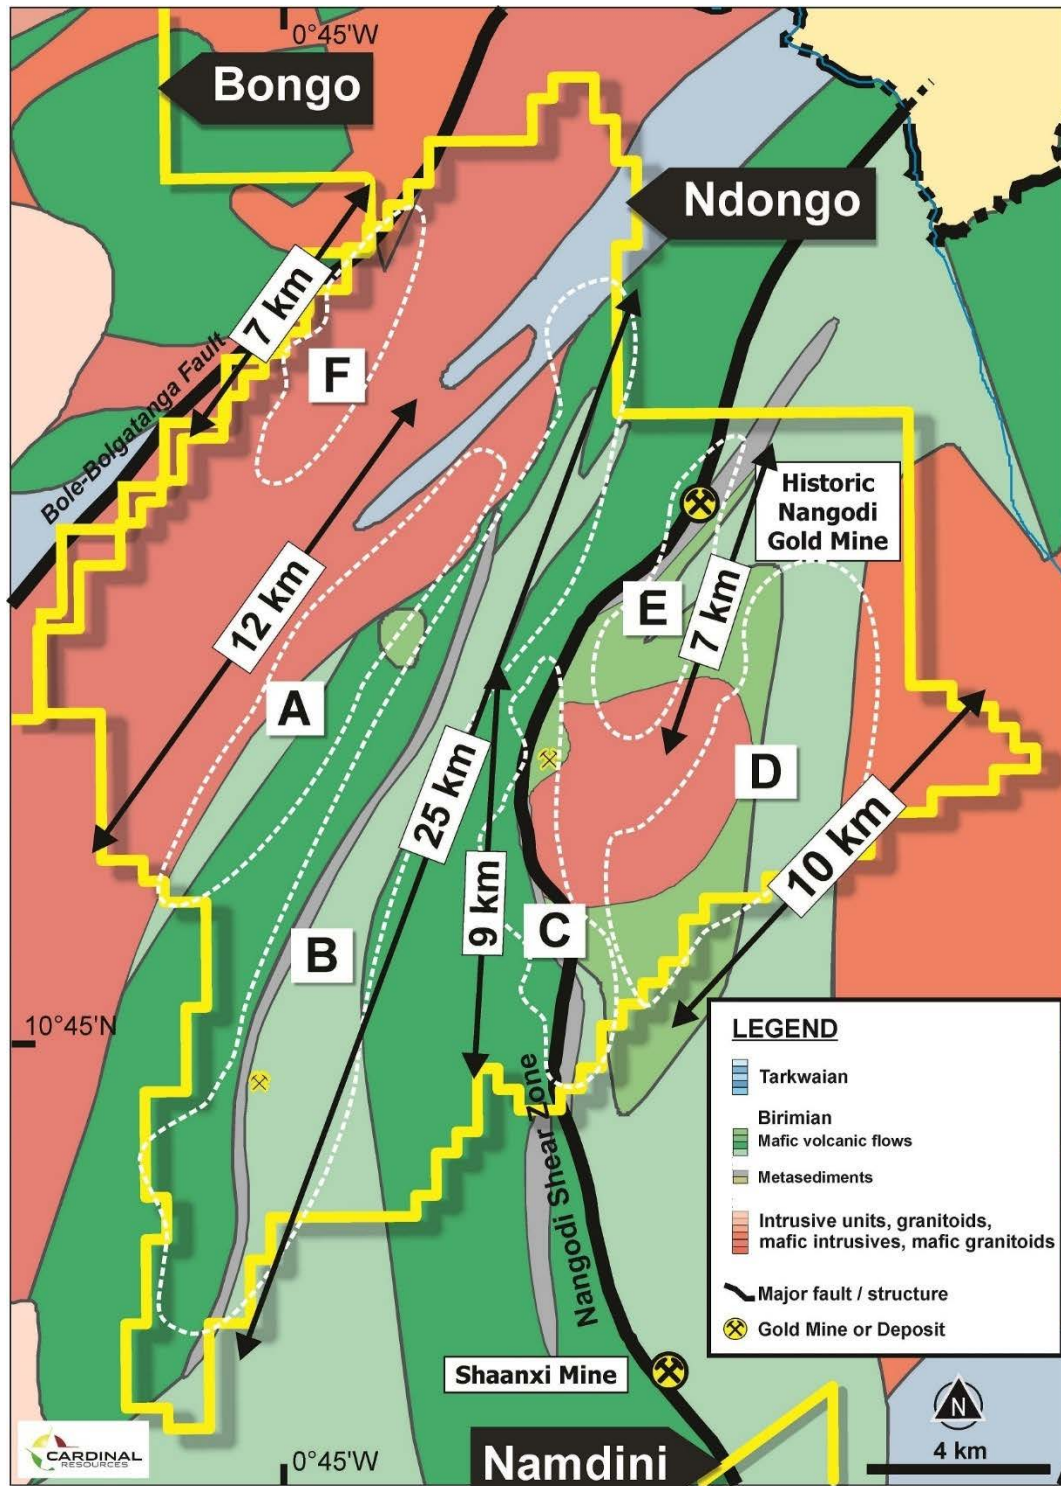 0°45'W
Bongo
Ndongo
7 km
F
Bole-Bolgatanga Fault
Historic
Nangodi
Gold Mine
12 km
E
7 km
A
25 km
D
10 km
9 km
C
B
10°45'N
LEGEND
Tarkwaian
Birimian
Mafic volcanic flows
Metasediments
Intrusive units, granitoids,
mafic intrusives, mafic granitoids
Major fault / structure
Gold Mine or Deposit
Nangodi Shear Zone
Shaanxi Mine
N
4 km
CARDINAL
RESOURCES
0°45'W
Namdini